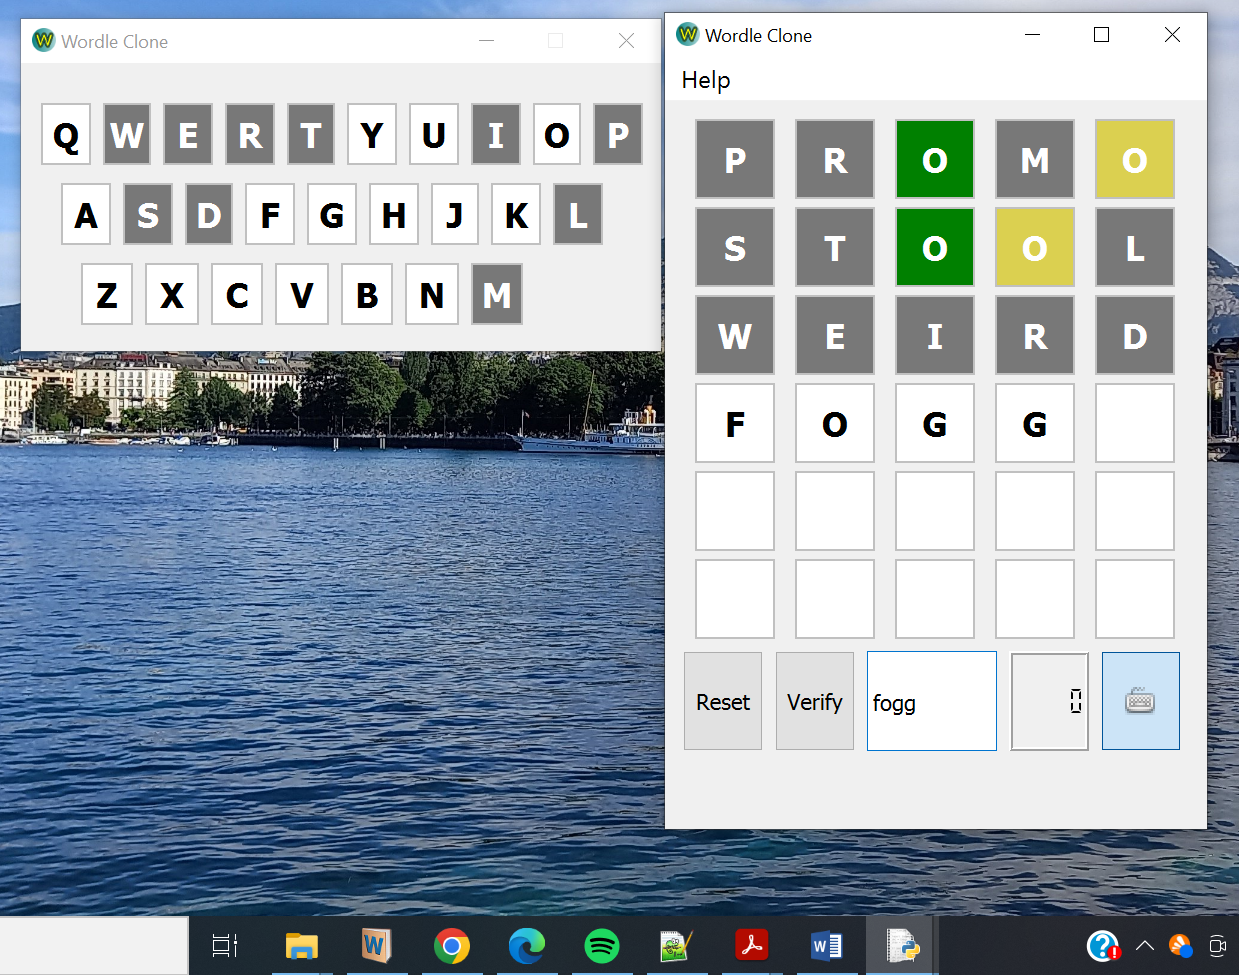 Wordle Clone
Q W E R T Y U I O P
A S D F G H J K L
Z X C V B N M
Wordle Clone
Help
P R O M O
S T O O L
W E I R D
F O G G
Reset Verify fogg 0